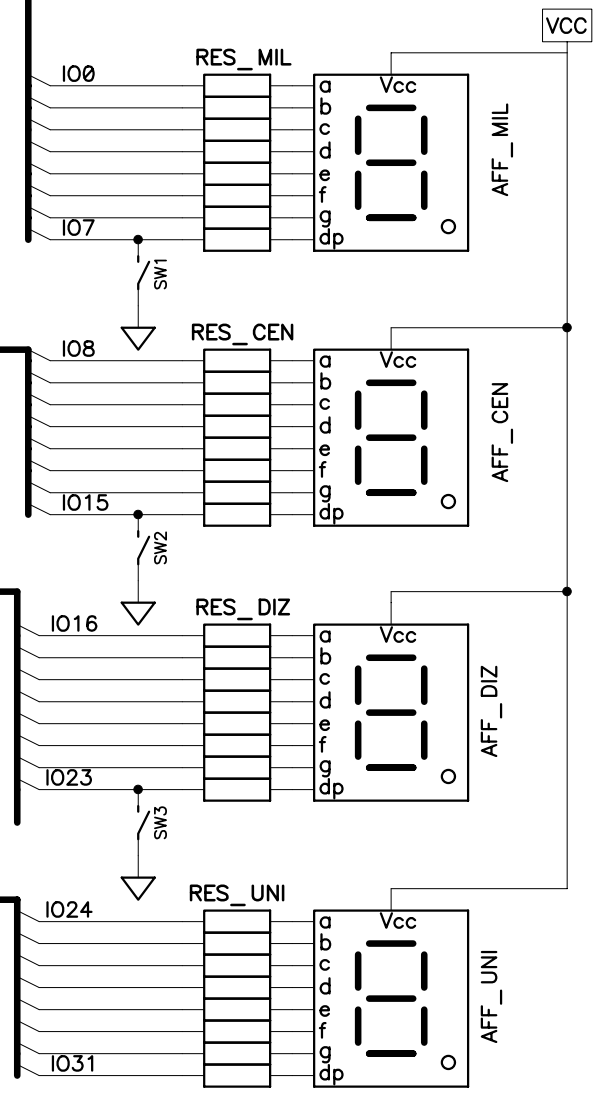 VCC
RES_MIL
IO0
a
Vcc
b
c
d
e
f
g
IO7
dp
AFF_MIL
SW1
RES_CEN
IO8
a
Vcc
b
c
d
e
f
g
IO15
dp
AFF_CEN
SW2
RES_DIZ
IO16
a
Vcc
b
c
d
e
f
g
IO23
dp
AFF_DIZ
SW3
RES_UNI
IO24
a
Vcc
b
c
d
e
f
g
IO31
dp
AFF_UNI